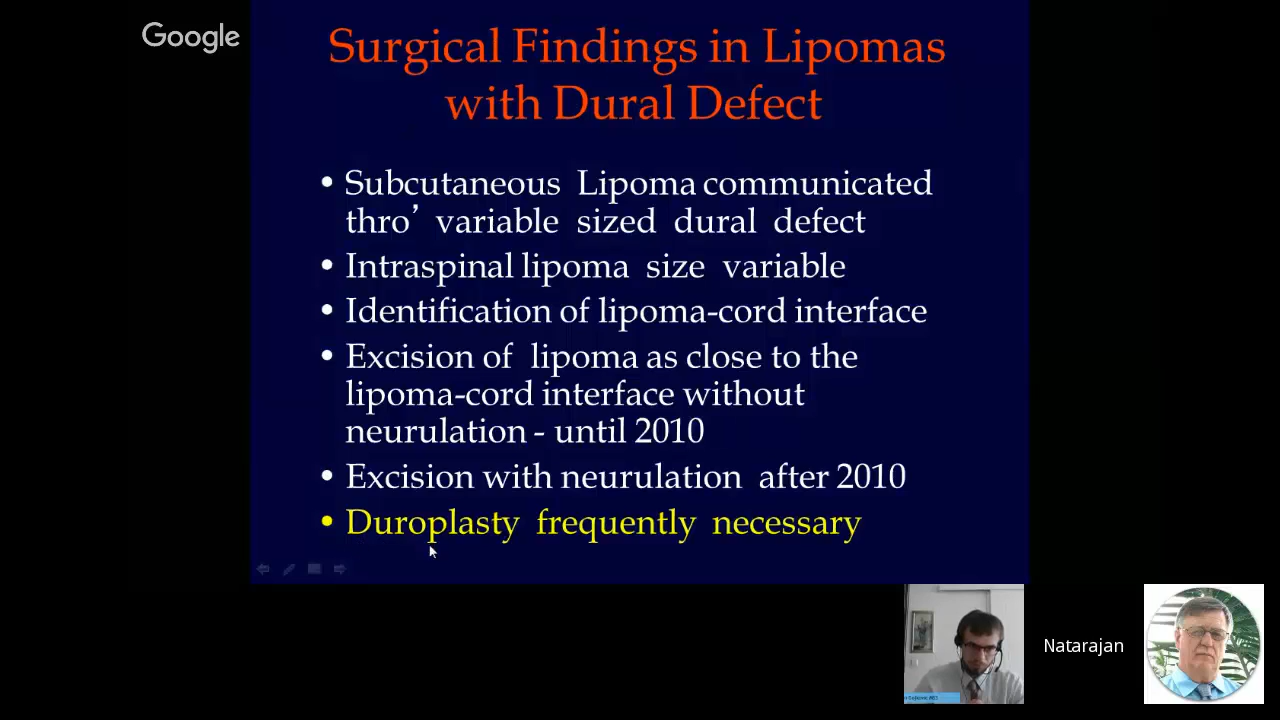 Google
Surgical Findings in Lipomas
with Dural Defect
• Subcutaneous Lipoma communicated
thro’ variable sized dural defect
• Intraspinal lipoma size variable
• Identification of lipoma-cord interface
• Excision of lipoma as close to the
lipoma-cord interface without
neurulation - until 2010
• Excision with neurulation after 2010
• Duroplasty frequently necessary
Natarajan